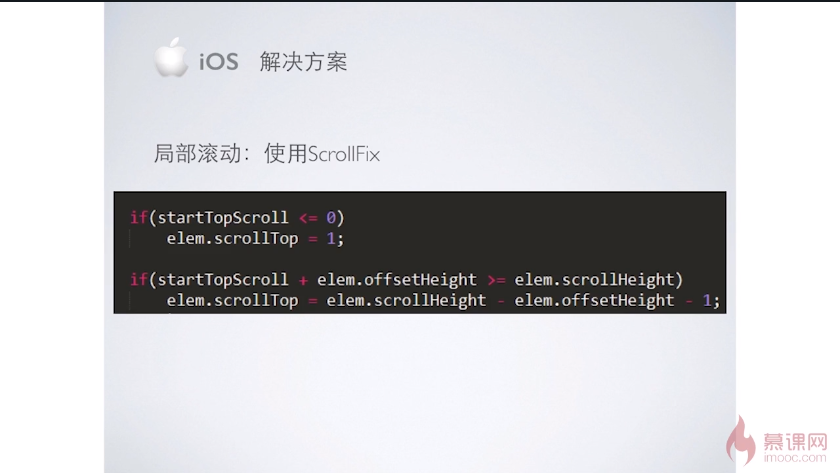 iOS 解决方案
局部滚动：使用ScrollFix
if(startTopScroll <= 0)
    elem.scrollTop = 1;
if(startTopScroll + elem.offsetHeight >= elem.scrollHeight)
    elem.scrollTop = elem.scrollHeight - elem.offsetHeight - 1;
慕课网
imooc.com